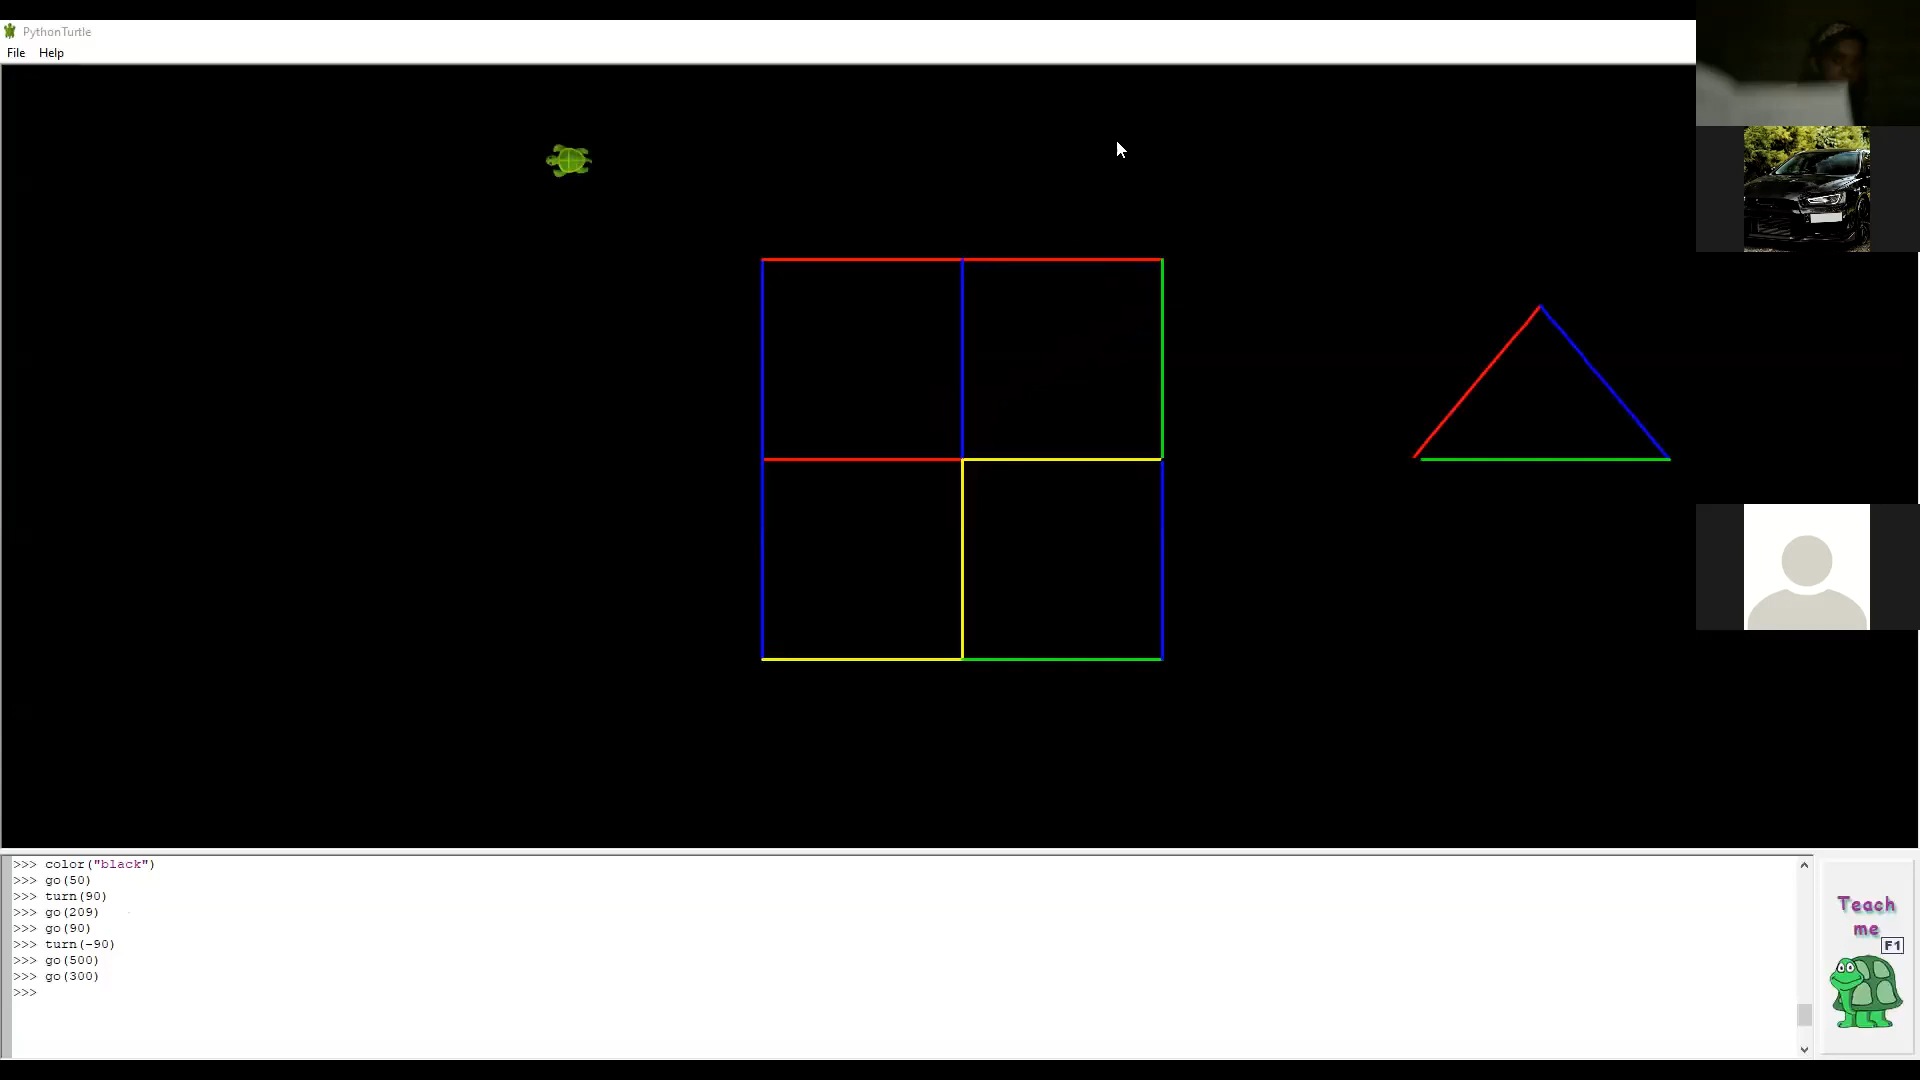 PythonTurtle
File Help
>>> color("black")
>>> go(50)
>>> turn(90)
>>> go(209)
>>> go(90)
>>> turn(-90)
>>> go(500)
>>> go(300)
>>>
Teach
me
F1